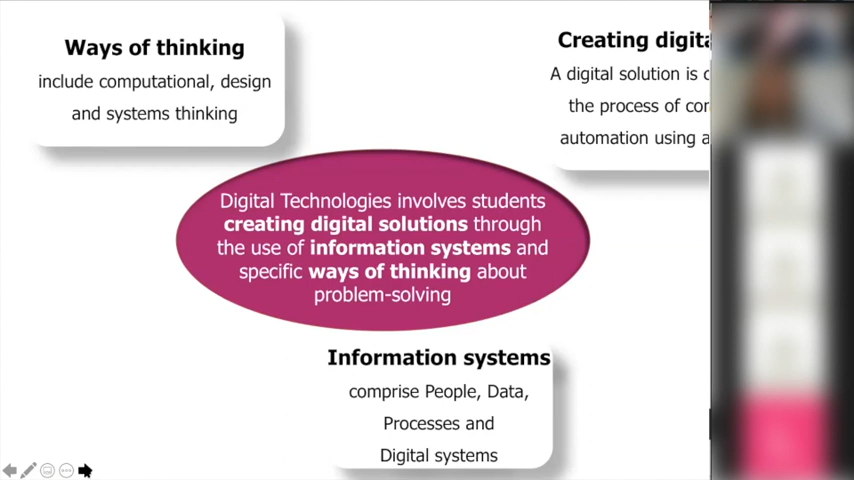 Ways of thinking
include computational, design
and systems thinking
Creating
A digital solution is
the process of
automation using
Digital Technologies involves students
creating digital solutions through
the use of information systems and
specific ways of thinking about
problem-solving
Information systems
comprise People, Data,
Processes and
Digital systems